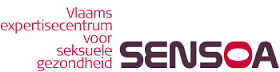 Vlaams
expertisecentrum
voor
seksuele
gezondheid
SENSOA